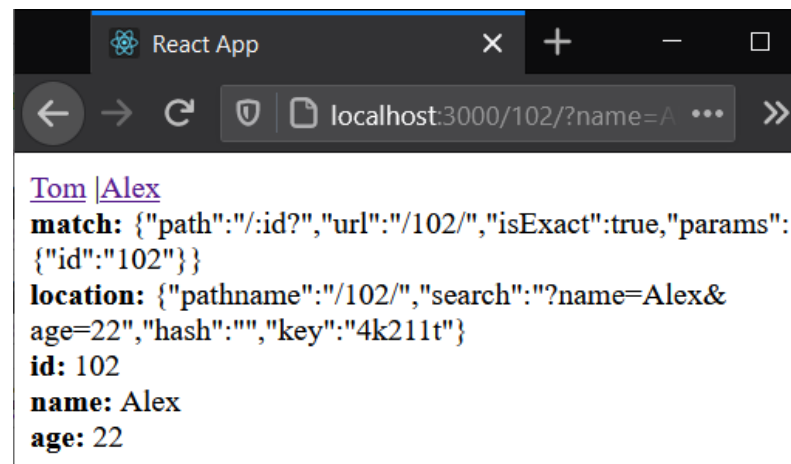 React App
localhost:3000/102/?name=A
Tom |Alex
match: {"path":"/:id?","url":"/102/","isExact":true,"params":
{"id":"102"}}
location: {"pathname":"/102/","search":"?name=Alex&
age=22","hash":"","key":"4k211t"}
id: 102
name: Alex
age: 22